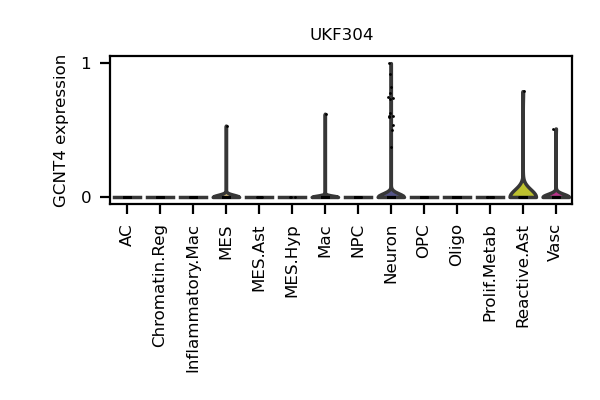 UKF304
GCNT4 expression
1
0
AC
Chromatin.Reg
Inflammatory.Mac
MES
MES.Ast
MES.Hyp
Mac
NPC
Neuron
OPC
Oligo
Prolif.Metab
Reactive.Ast
Vasc